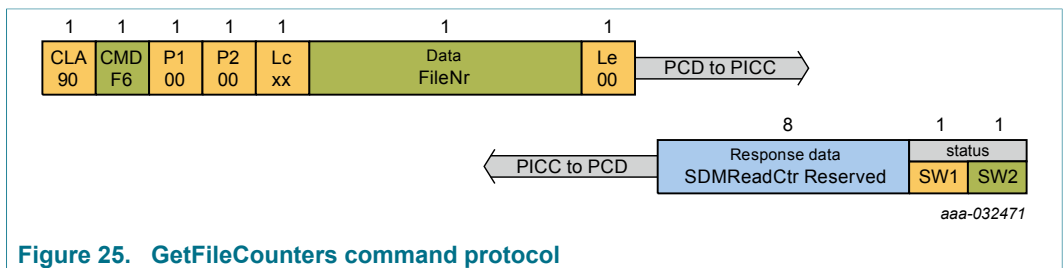 1 1 1 1 1 1 1
CLA CMD P1 P2 Lc Data Le
90 F6 00 00 xx FileNr 00
PCD to PICC
8 1 1
Response data status
PICC to PCD
SDMReadCtr Reserved SW1 SW2
aaa-032471
Figure 25. GetFileCounters command protocol